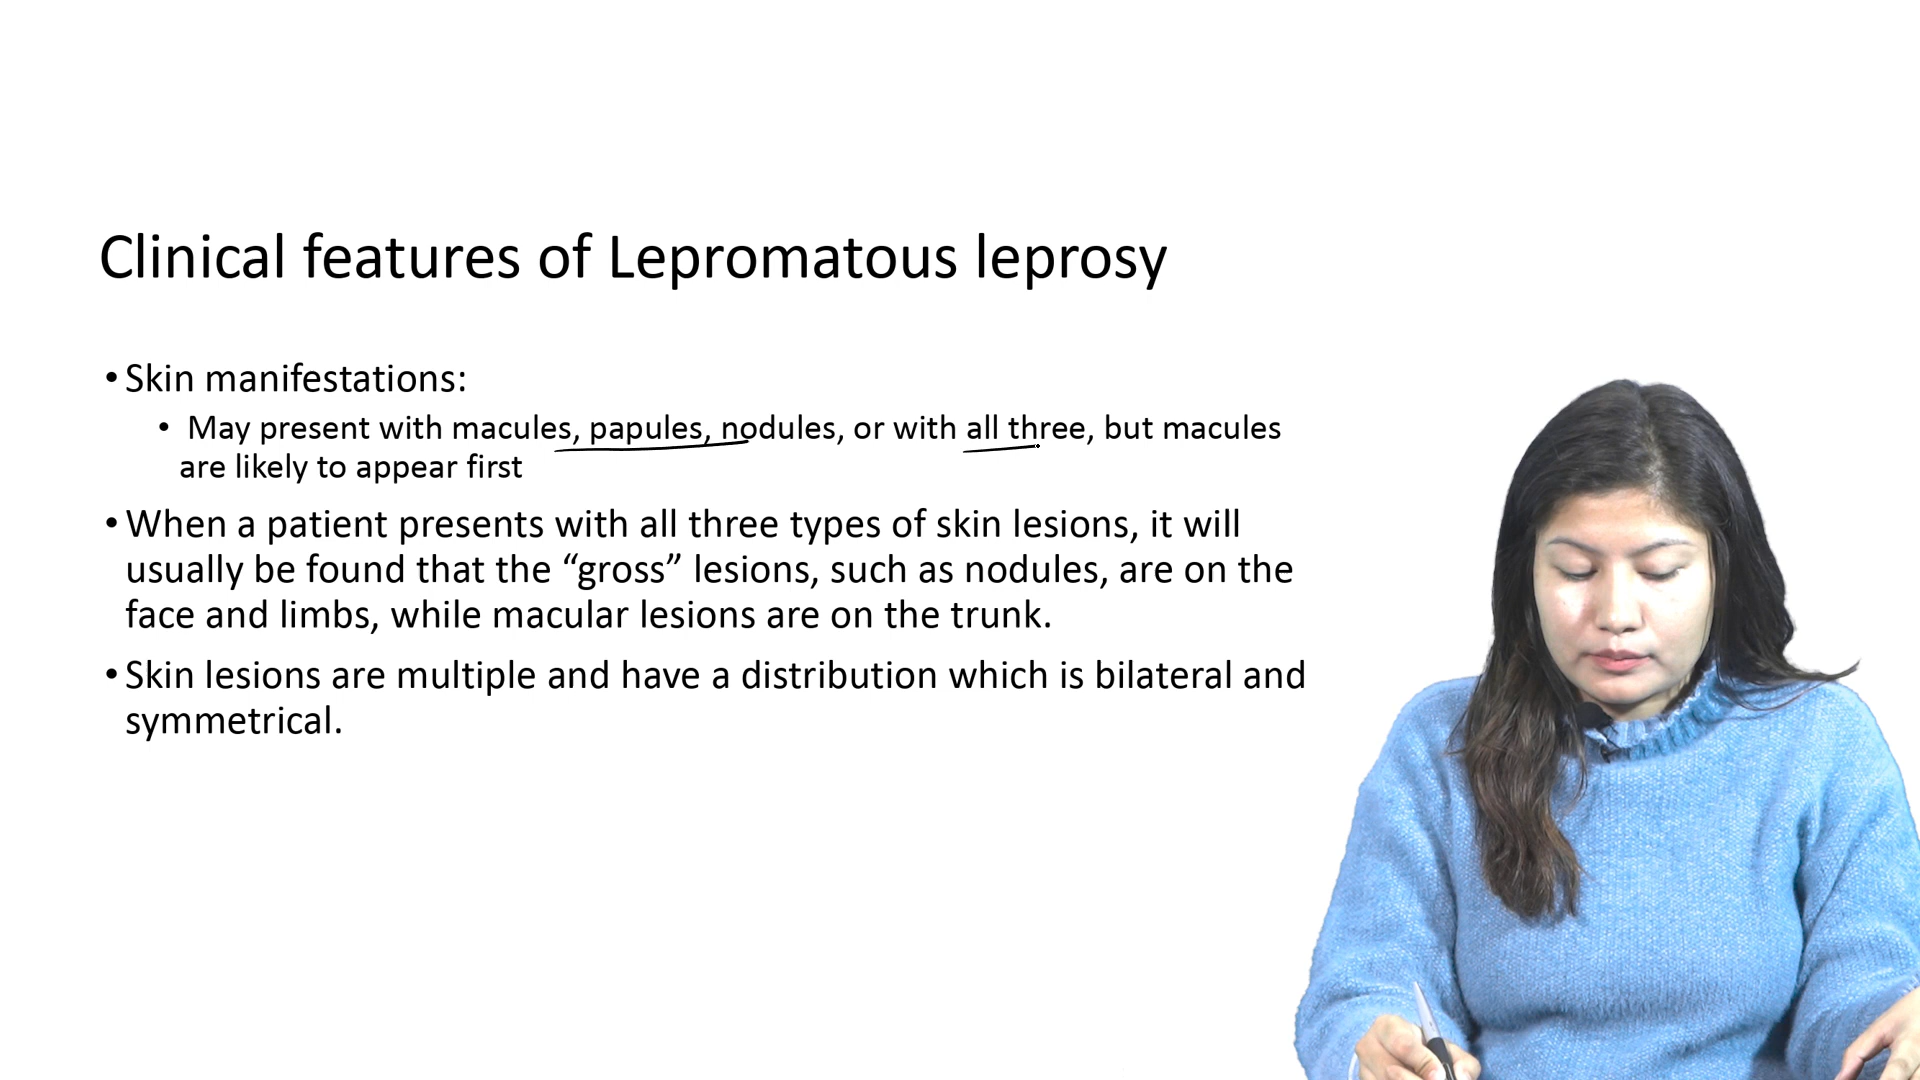 Clinical features of Lepromatous leprosy
• Skin manifestations:
• May present with macules, papules, nodules, or with all three, but macules
are likely to appear first
• When a patient presents with all three types of skin lesions, it will
usually be found that the “gross” lesions, such as nodules, are on the
face and limbs, while macular lesions are on the trunk.
• Skin lesions are multiple and have a distribution which is bilateral and
symmetrical.